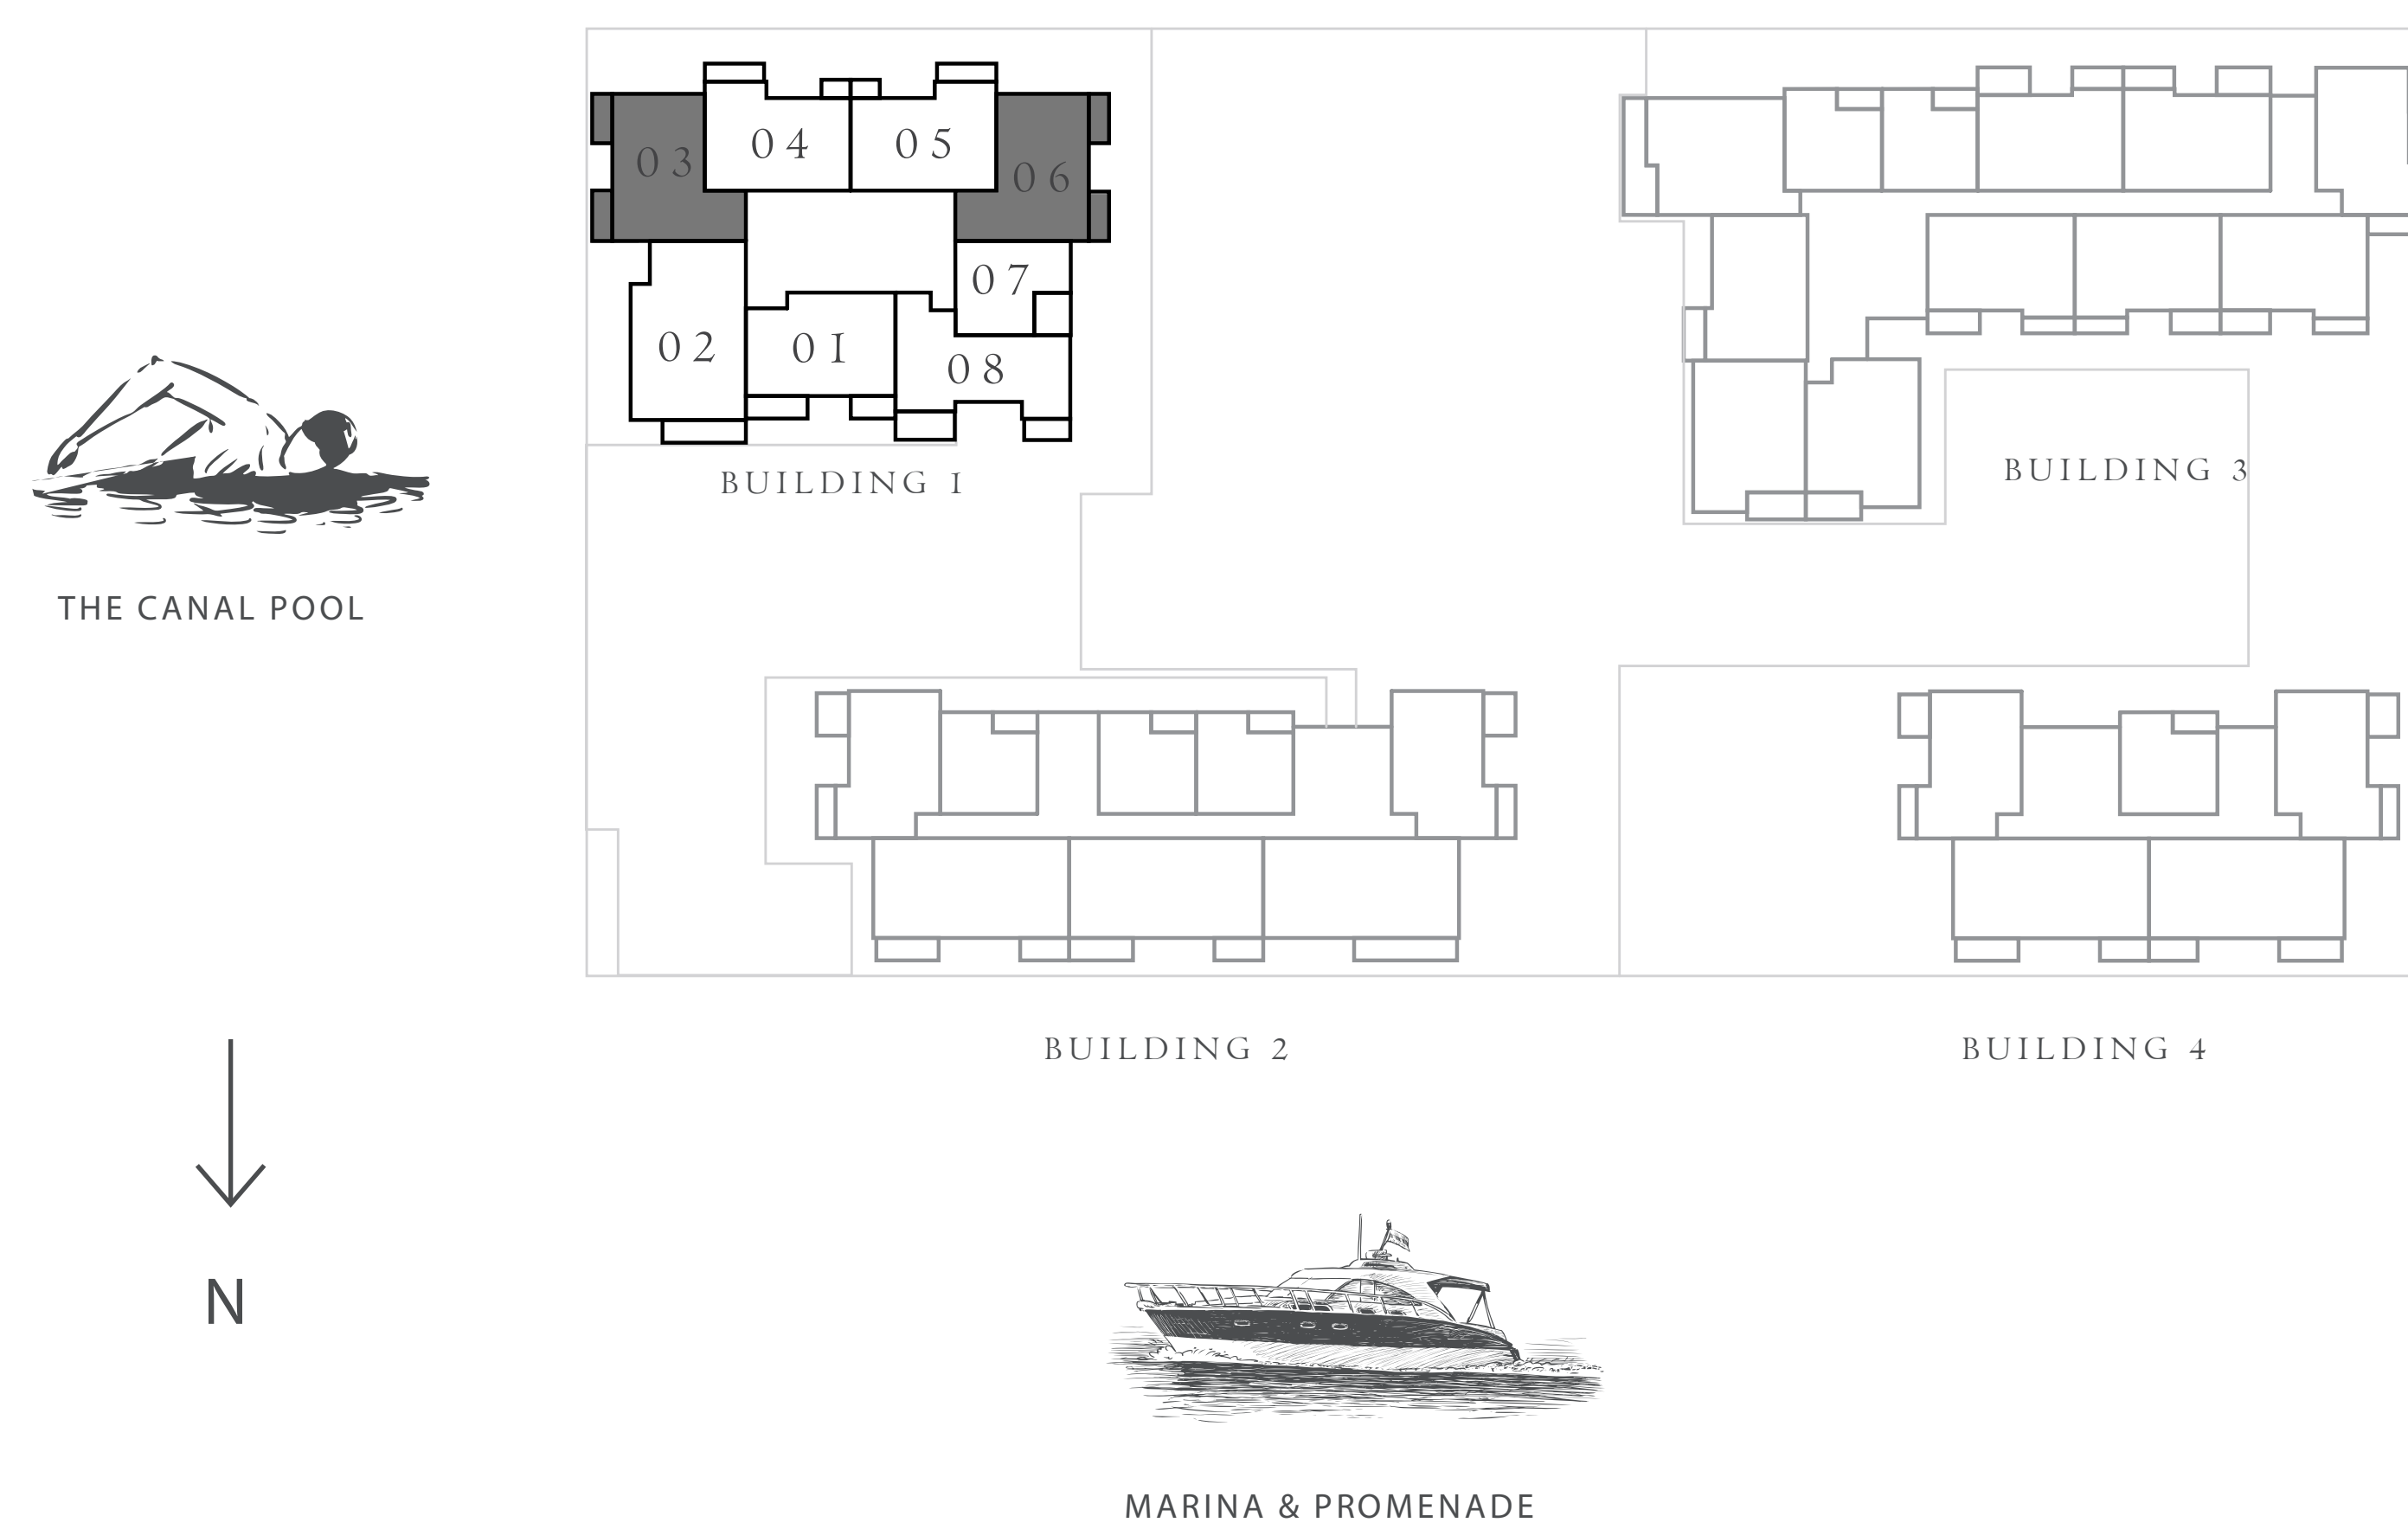 04
05
03
06
07
02
01
08
BUILDING 1
BUILDING 3
THE CANAL POOL
BUILDING 2
BUILDING 4
N
MARINA & PROMENADE